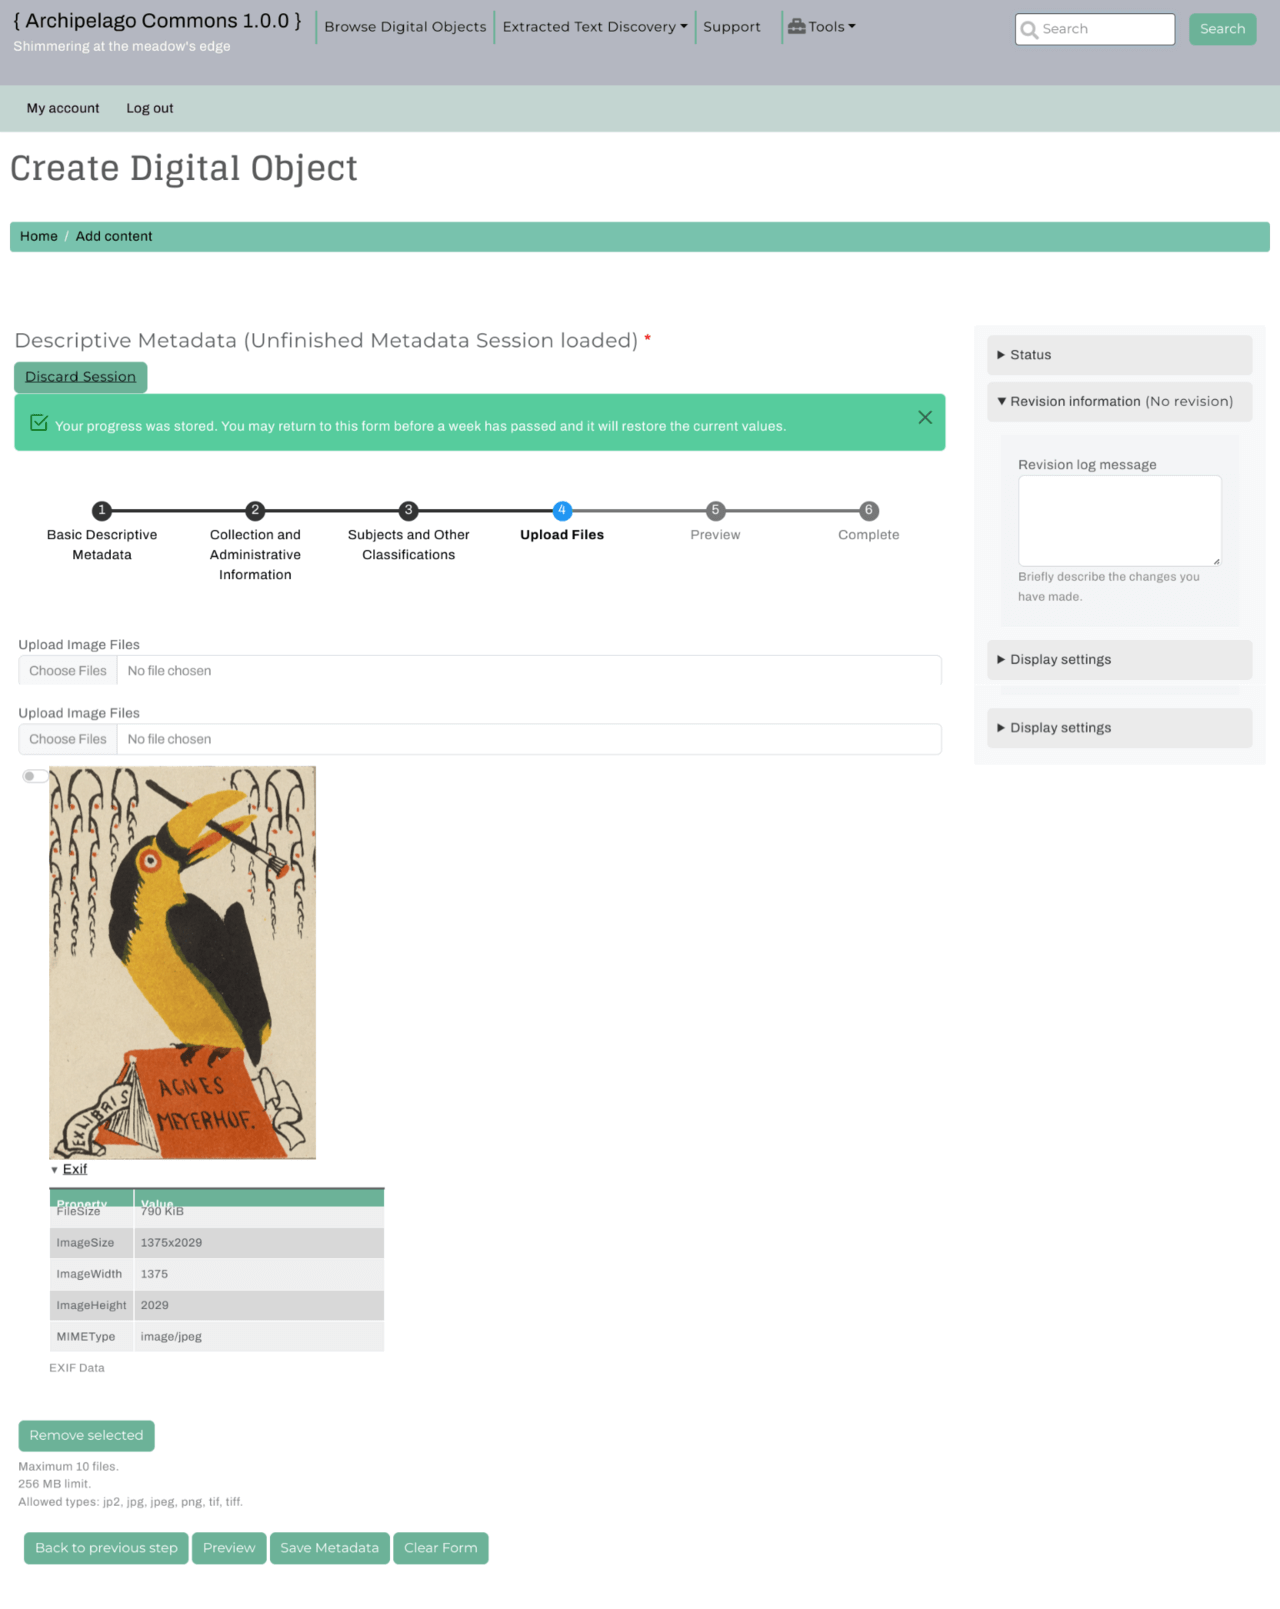 { Archipelago Commons 1.0.0 }
Shimmering at the meadow's edge
Browse Digital Objects
Extracted Text Discovery
Support
Tools
Search
Search
My account
Log out
Create Digital Object
Home / Add content
Descriptive Metadata (Unfinished Metadata Session loaded) *
Discard Session
Your progress was stored. You may return to this form before a week has passed and it will restore the current values.
1
Basic Descriptive
Metadata
2
Collection and
Administrative
Information
3
Subjects and Other
Classifications
4
Upload Files
5
Preview
6
Complete
Status
Revision information (No revision)
Revision log message
Briefly describe the changes you
have made.
Display settings
Display settings
Upload Image Files
Choose Files No file chosen
Upload Image Files
Choose Files No file chosen
AGNES
MEYERHOF.
EXLIBRIS
Exif
Property Value
FileSize 790 KiB
ImageSize 1375x2029
ImageWidth 1375
ImageHeight 2029
MIMEType image/jpeg
EXIF Data
Remove selected
Maximum 10 files.
256 MB limit.
Allowed types: jp2, jpg, jpeg, png, tif, tiff.
Back to previous step
Preview
Save Metadata
Clear Form